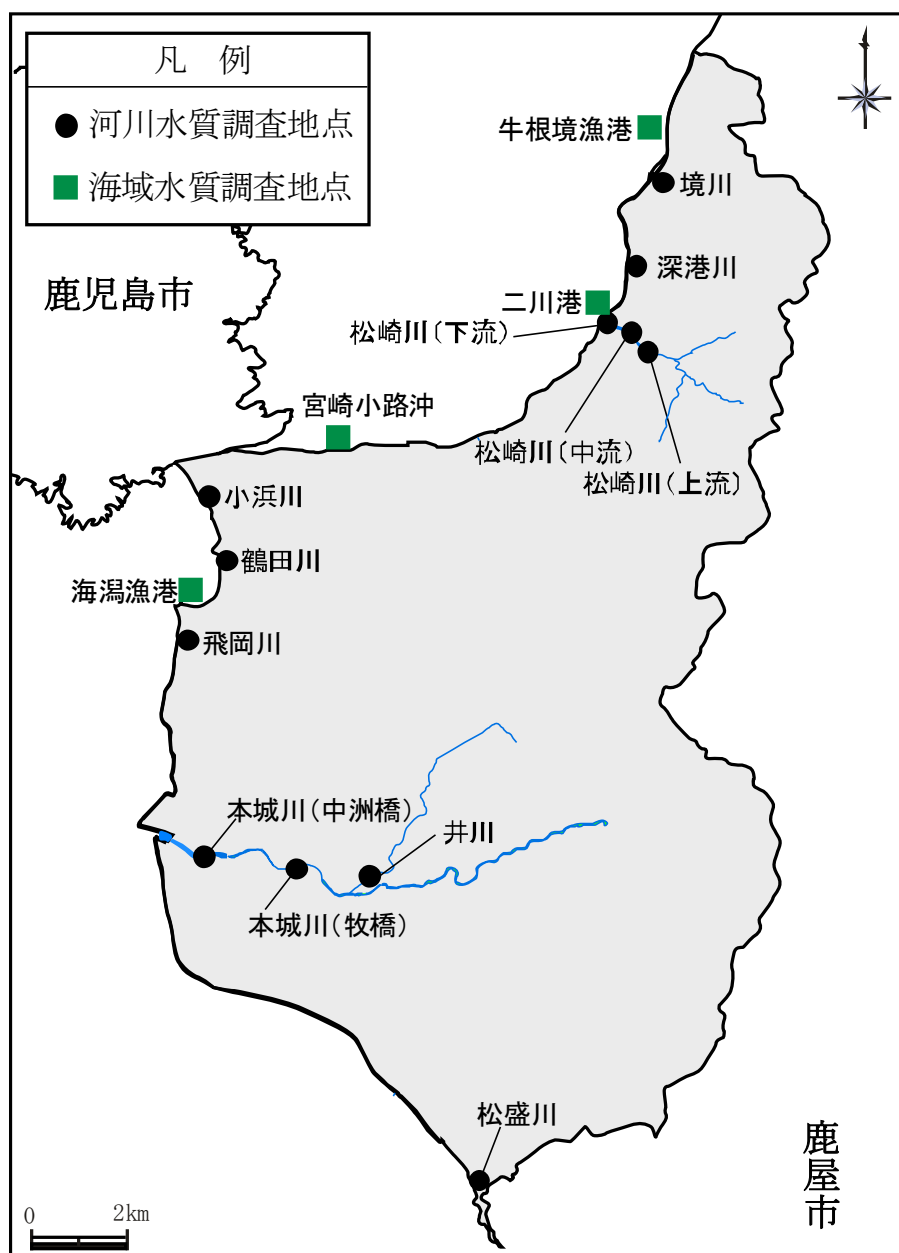 凡 例
河川水質調査地点
海域水質調査地点
牛根境漁港
境川
深港川
鹿児島市
二川港
松崎川(下流)
宮崎小路沖
松崎川(中流)
松崎川(上流)
小浜川
鶴田川
海潟漁港
飛岡川
本城川(中洲橋)
井川
本城川(牧橋)
松盛川
鹿屋市
0 2km